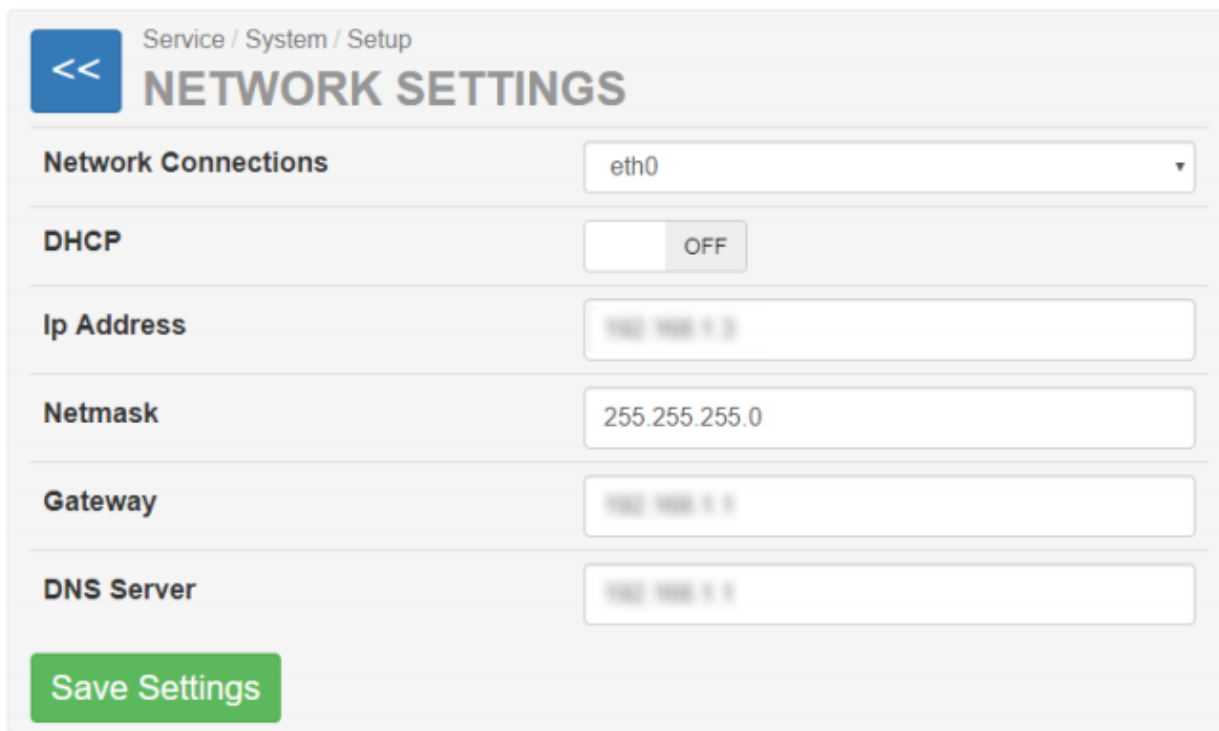 <<
Service / System / Setup
NETWORK SETTINGS
Network Connections
eth0
DHCP
OFF
Ip Address
Netmask
255.255.255.0
Gateway
DNS Server
Save Settings